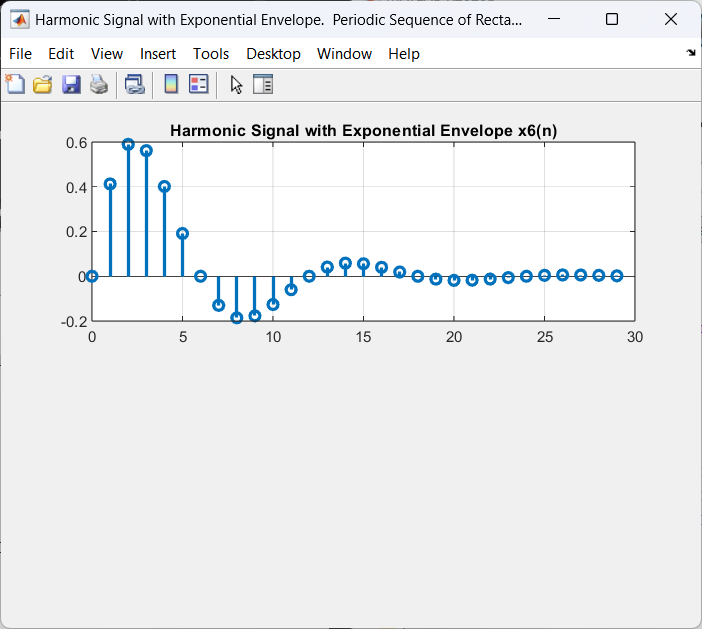 Harmonic Signal with Exponential Envelope.  Periodic Sequence of Recta...
File Edit View Insert Tools Desktop Window Help
Harmonic Signal with Exponential Envelope x6(n)
0.6
0.4
0.2
0
-0.2
0 5 10 15 20 25 30